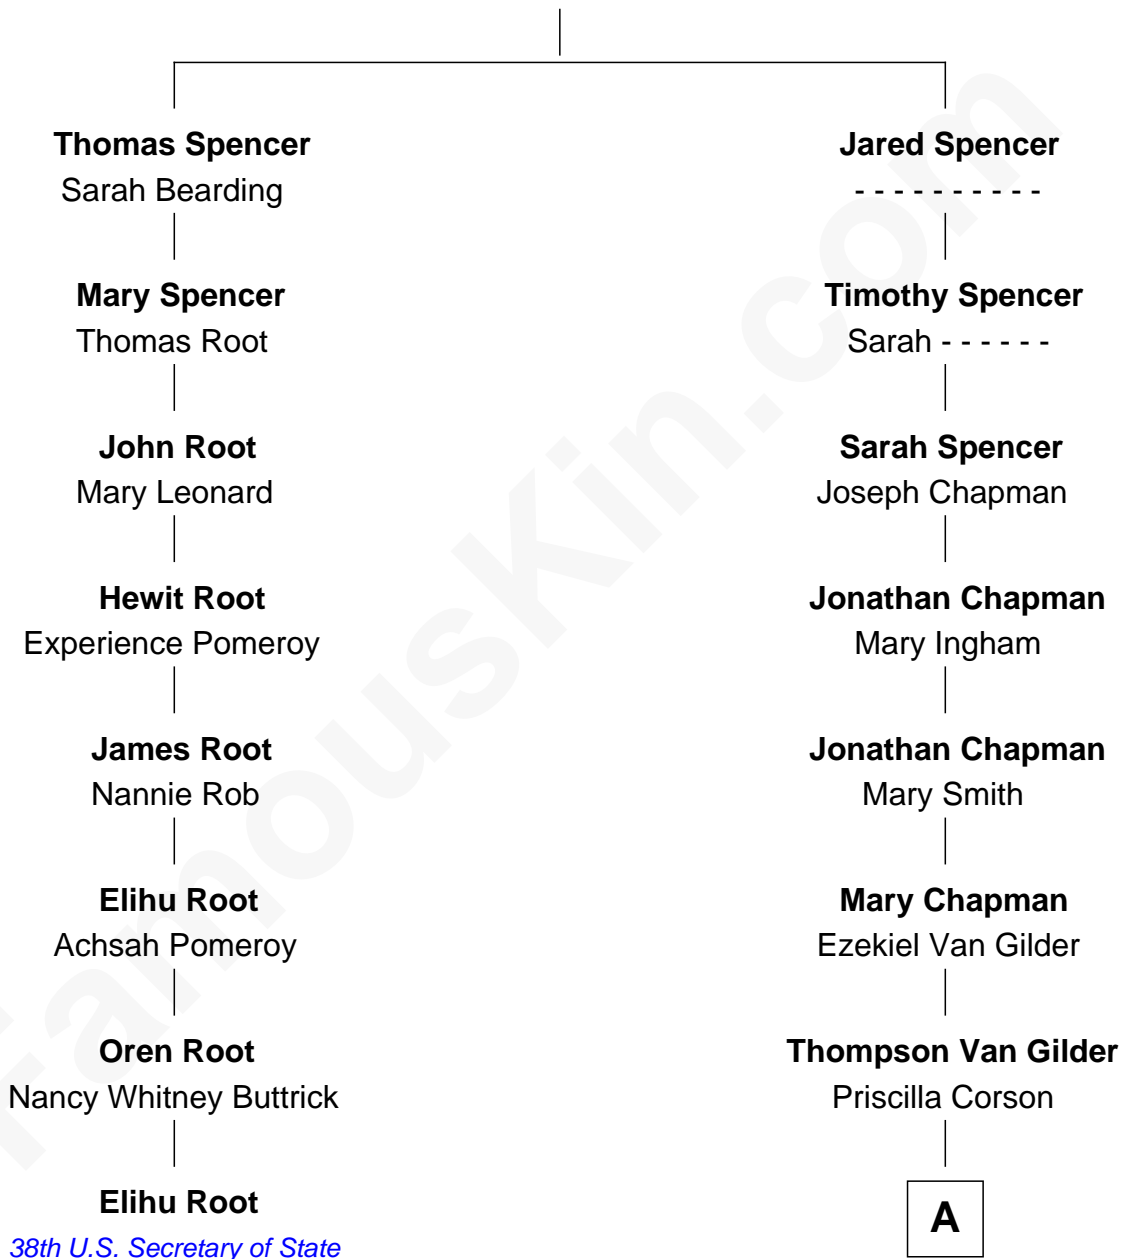 Thomas Spencer
Sarah Bearding
Jared Spencer
- - - - - - - - - -
Mary Spencer
Thomas Root
Timothy Spencer
Sarah - - - - - -
John Root
Mary Leonard
Sarah Spencer
Joseph Chapman
Hewit Root
Experience Pomeroy
Jonathan Chapman
Mary Ingham
James Root
Nannie Rob
Jonathan Chapman
Mary Smith
Elihu Root
Achsah Pomeroy
Mary Chapman
Ezekiel Van Gilder
Oren Root
Nancy Whitney Buttrick
Thompson Van Gilder
Priscilla Corson
Elihu Root
38th U.S. Secretary of State
A
FamousKin.com